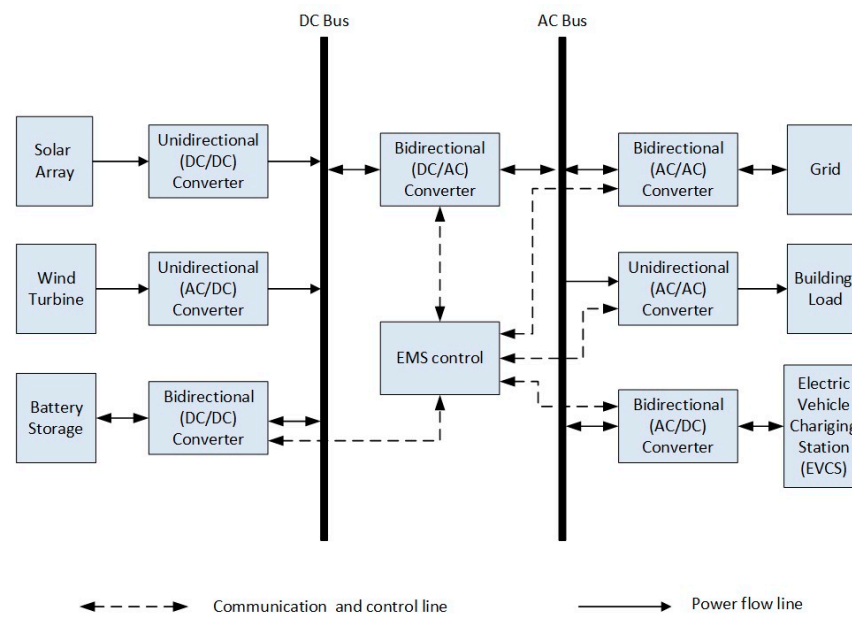 DC Bus
AC Bus
Solar
Array
Unidirectional
(DC/DC)
Converter
Bidirectional
(DC/AC)
Converter
Bidirectional
(AC/AC)
Converter
Grid
Wind
Turbine
Unidirectional
(AC/DC)
Converter
Unidirectional
(AC/AC)
Converter
Building
Load
EMS control
Battery
Storage
Bidirectional
(DC/DC)
Converter
Bidirectional
(AC/DC)
Converter
Electric
Vehicle
Chariging
Station
(EVCS)
Communication and control line
Power flow line